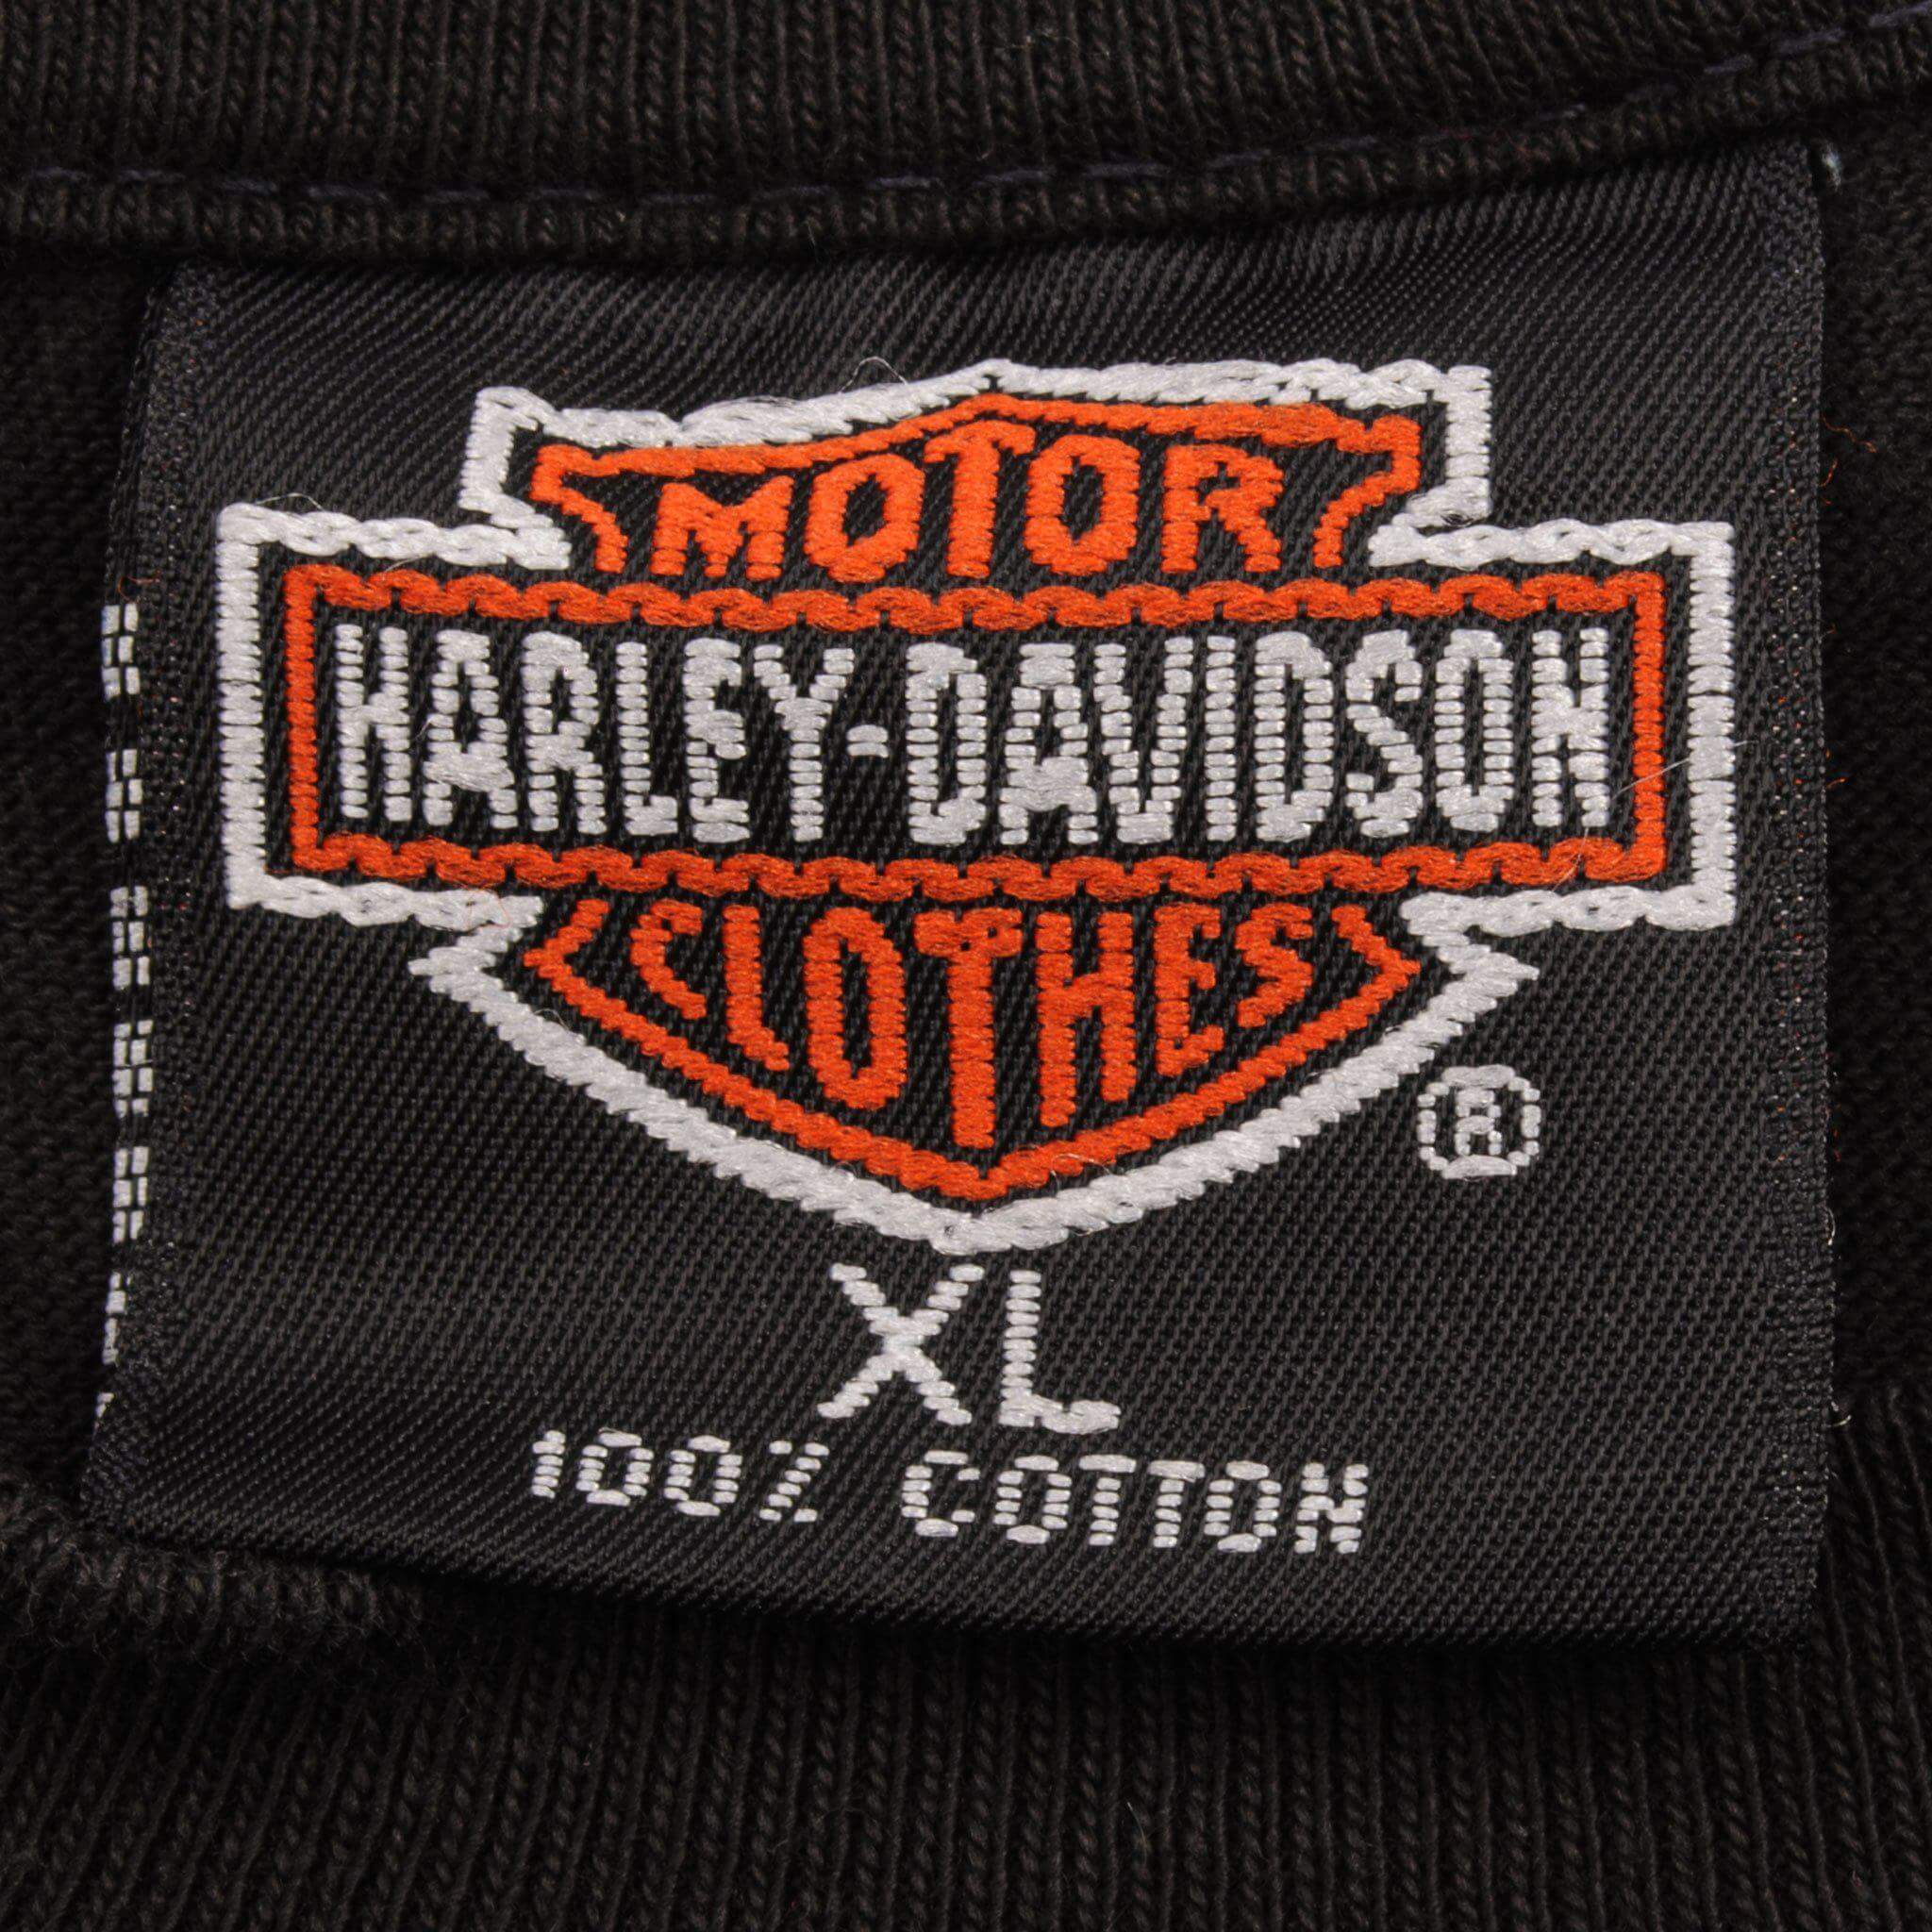 MOTOR
HARLEY-DAVIDSON
CLOTHES
®
XL
100% COTTON